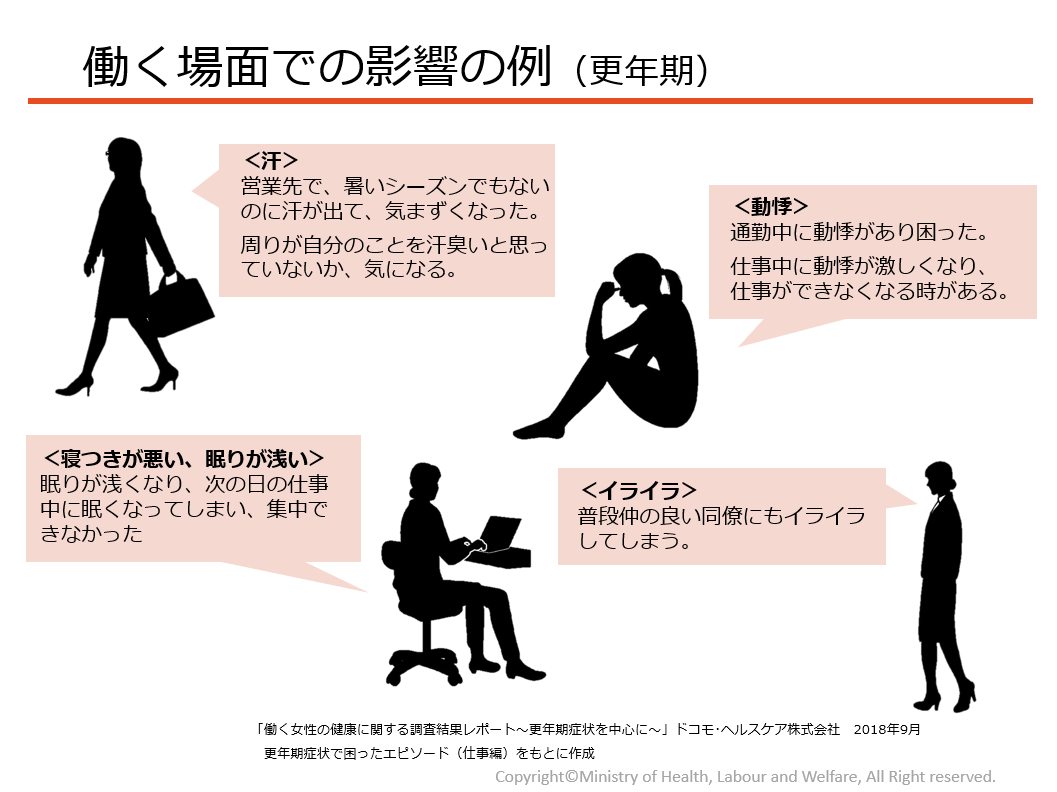 働く場面での影響の例（更年期）
＜汗＞
営業先で、暑いシーズンでもない
のに汗が出て、気まずくなった。
周りが自分のことを汗臭いと思っ
ていないか、気になる。
＜動悸＞
通勤中に動悸があり困った。
仕事中に動悸が激しくなり、
仕事ができなくなる時がある。
＜寝つきが悪い、眠りが浅い＞
眠りが浅くなり、次の日の仕事
中に眠くなってしまい、集中で
きなかった
＜イライラ＞
普段仲の良い同僚にもイライラ
してしまう。
「働く女性の健康に関する調査結果レポート～更年期症状を中心に～」ドコモ・ヘルスケア株式会社　2018年9月
更年期症状で困ったエピソード（仕事編）をもとに作成
Copyright©Ministry of Health, Labour and Welfare, All Right reserved.